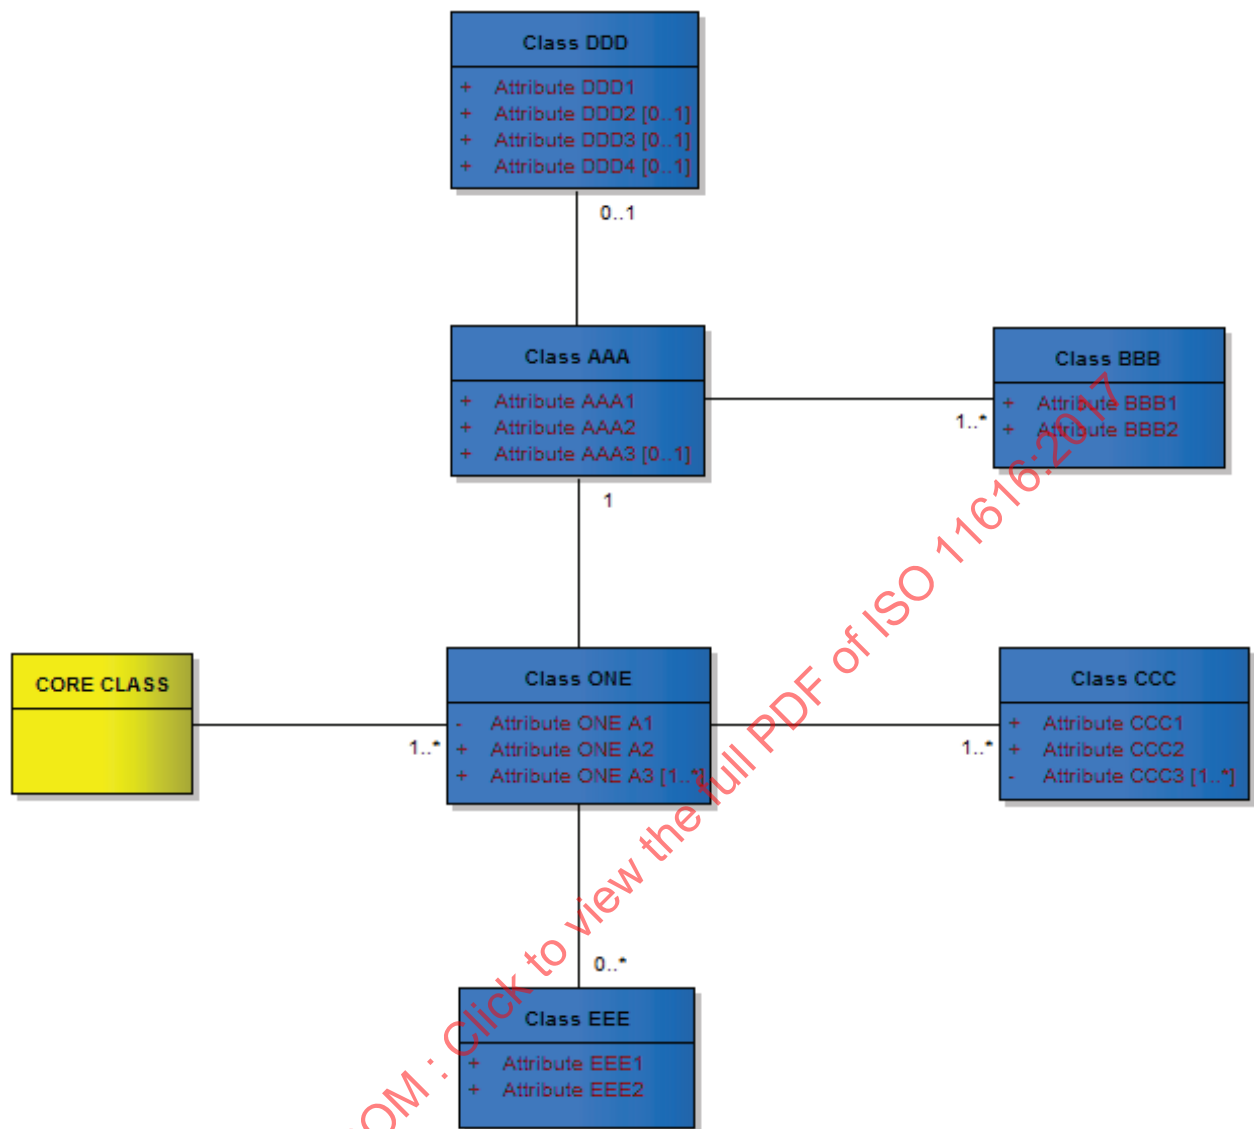 Class DDD
+ Attribute DDD1
+ Attribute DDD2 [0..1]
+ Attribute DDD3 [0..1]
+ Attribute DDD4 [0..1]
0..1
Class AAA
+ Attribute AAA1
+ Attribute AAA2
+ Attribute AAA3 [0..1]
1
1..*
Class BBB
+ Attribute BBB1
+ Attribute BBB2
CORE CLASS
1..*
Class ONE
- Attribute ONE A1
+ Attribute ONE A2
+ Attribute ONE A3 [1..*]
1..*
Class CCC
+ Attribute CCC1
+ Attribute CCC2
- Attribute CCC3 [1..*]
0..*
Class EEE
+ Attribute EEE1
+ Attribute EEE2
OM : Click to view the full PDF of ISO 11616:2017